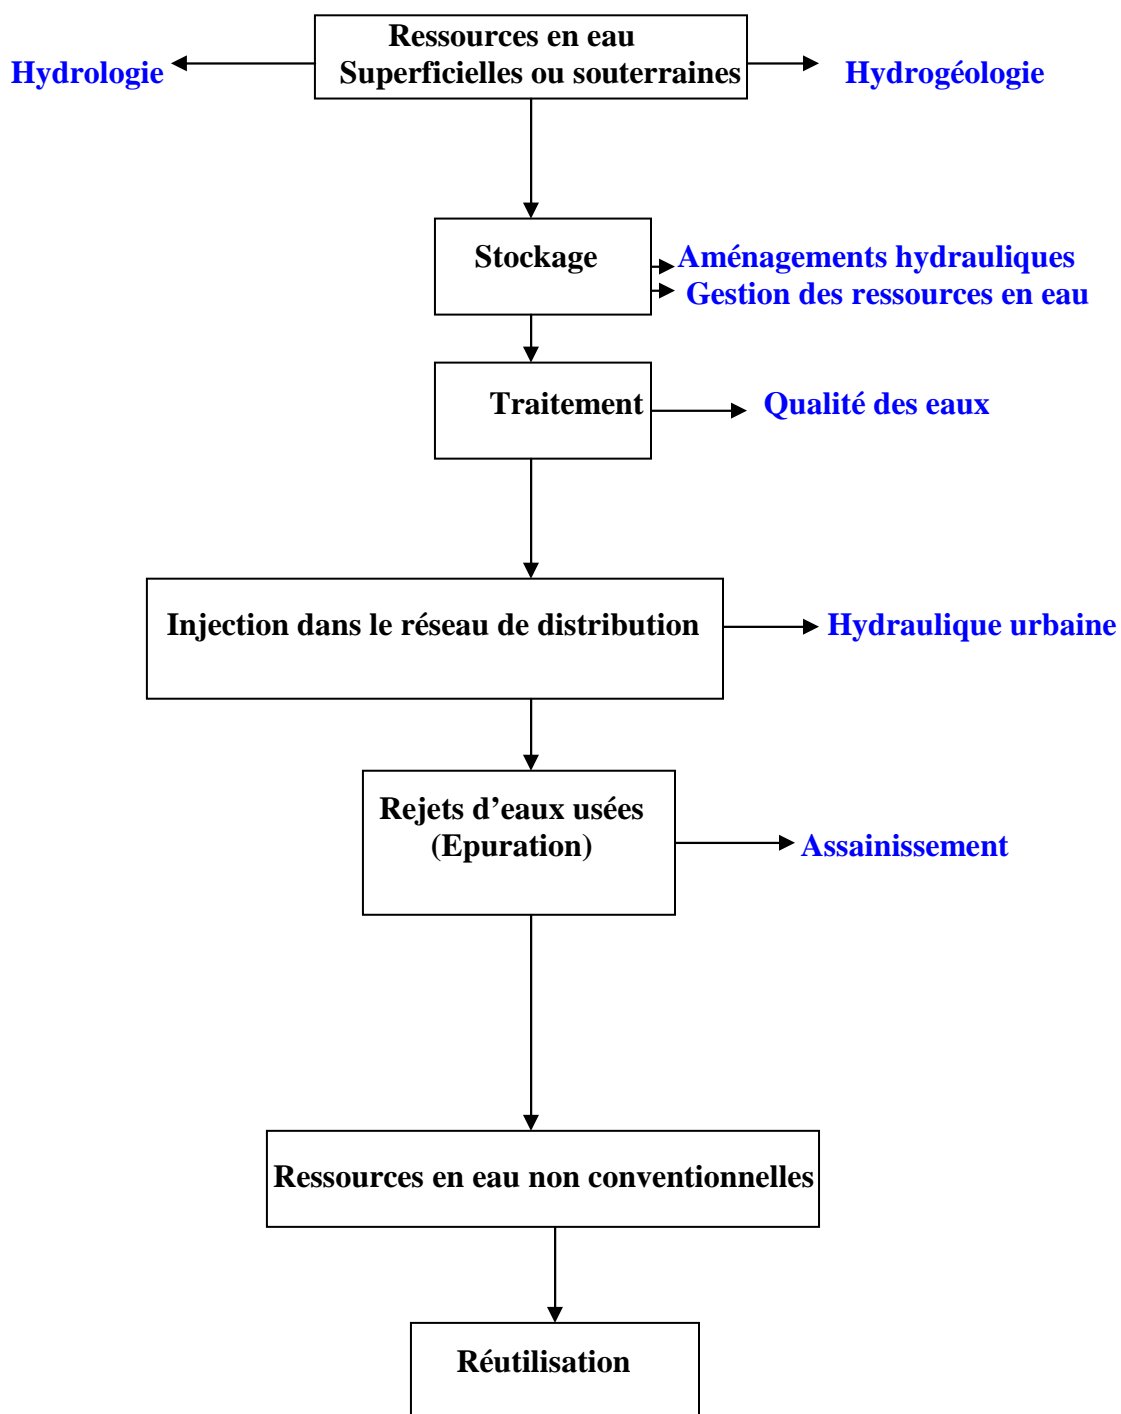 Ressources en eau
Hydrologie
Superficielles ou souterraines
Hydrogéologie
Stockage
Aménagements hydrauliques
Gestion des ressources en eau
Traitement
Qualité des eaux
Injection dans le réseau de distribution
Hydraulique urbaine
Rejets d’eaux usées
(Epuration)
Assainissement
Ressources en eau non conventionnelles
Réutilisation